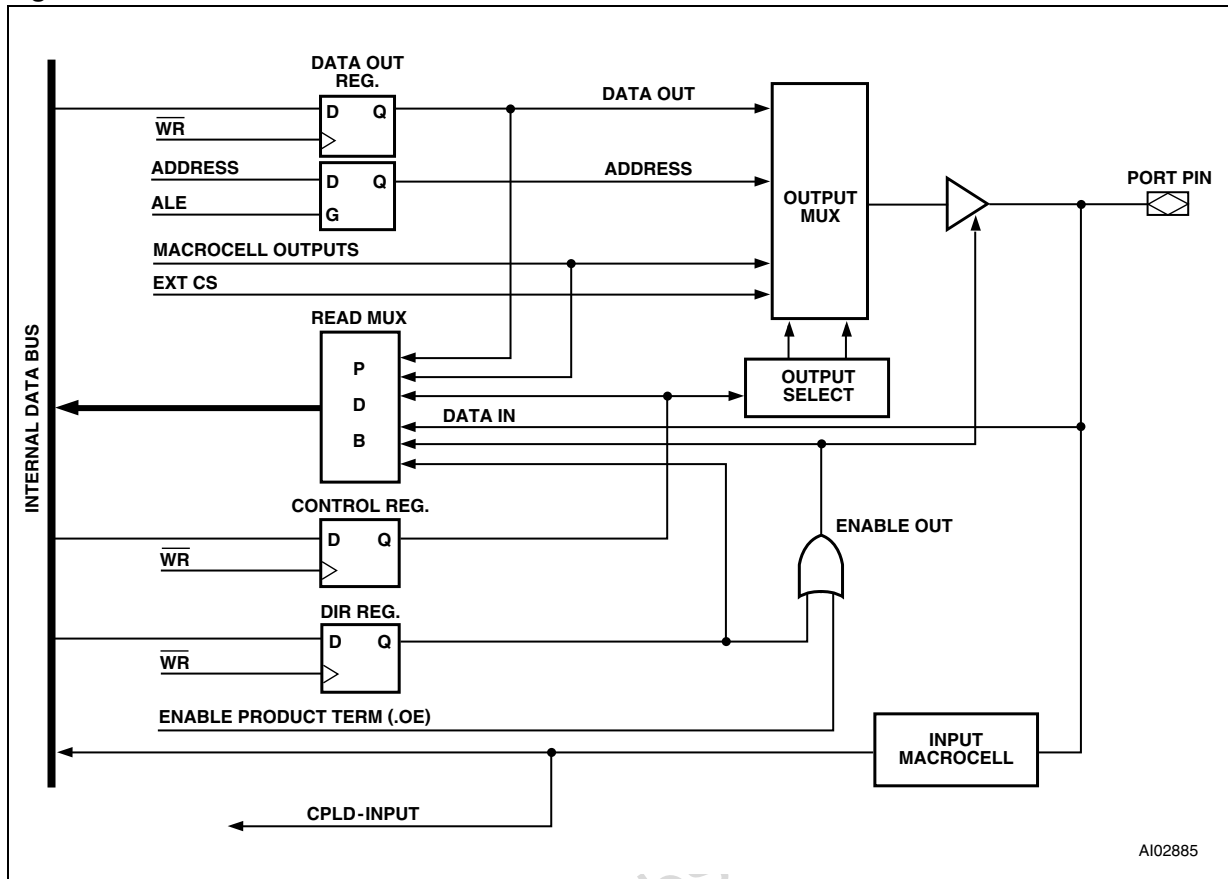 DATA OUT
REG.
D Q
DATA OUT
WR
ADDRESS
D Q
ADDRESS
ALE
G
OUTPUT
MUX
PORT PIN
MACROCELL OUTPUTS
EXT CS
READ MUX
P
D
B
OUTPUT
SELECT
DATA IN
INTERNAL DATA BUS
CONTROL REG.
D Q
WR
ENABLE OUT
DIR REG.
D Q
WR
ENABLE PRODUCT TERM (.OE)
INPUT
MACROCELL
CPLD-INPUT
AI02885